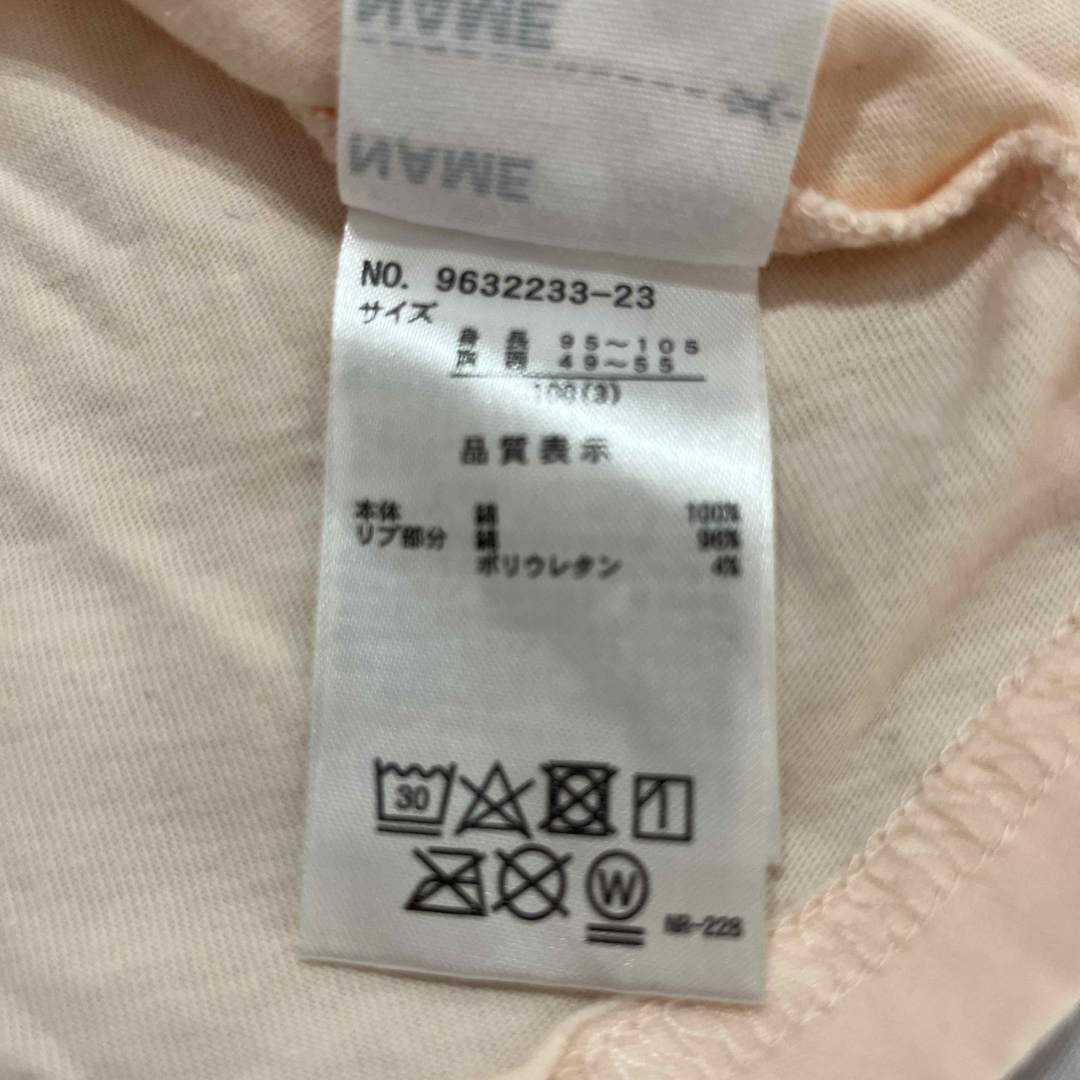 NAME
NAME
NO. 9632233-23
サイズ
身長 95〜105
胸囲 49〜55
100(3)
品質表示
本体 綿 100%
リブ部分 綿 96%
ポリウレタン 4%
30
W
NR-228